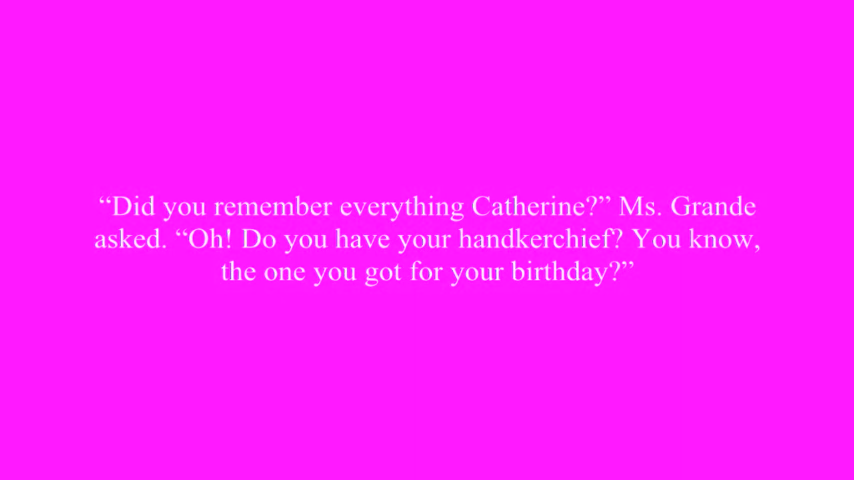 “Did you remember everything Catherine?” Ms. Grande
asked. “Oh! Do you have your handkerchief? You know,
the one you got for your birthday?”